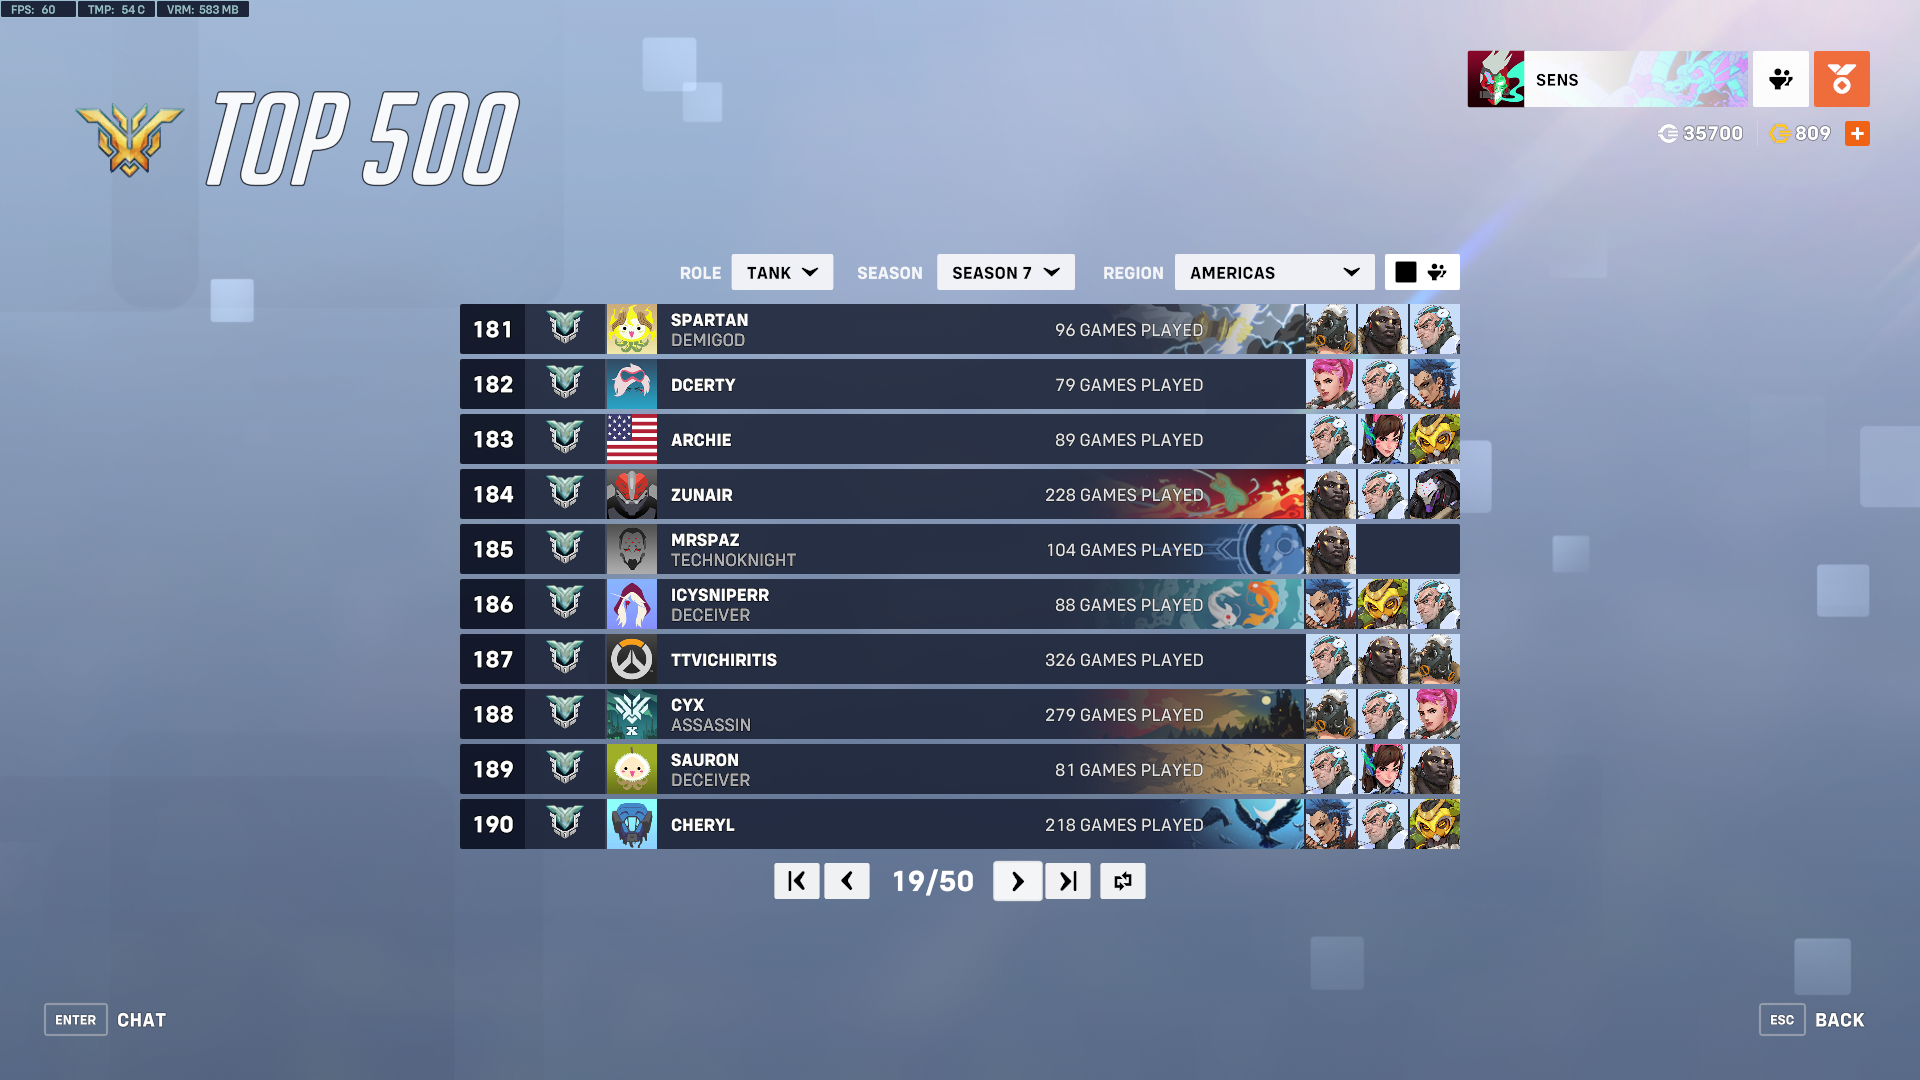 FPS: 60 TMP: 54 C VRM: 583 MB
TOP 500
SENS
35700 809
ROLE TANK SEASON SEASON 7 REGION AMERICAS
181 SPARTAN DEMIGOD 96 GAMES PLAYED
182 DCERTY 79 GAMES PLAYED
183 ARCHIE 89 GAMES PLAYED
184 ZUNAIR 228 GAMES PLAYED
185 MRSPAZ TECHNOKNIGHT 104 GAMES PLAYED
186 ICYSNIPERR DECEIVER 88 GAMES PLAYED
187 TTVICHIRITIS 326 GAMES PLAYED
188 X CYX ASSASSIN 279 GAMES PLAYED
189 SAURON DECEIVER 81 GAMES PLAYED
190 CHERYL 218 GAMES PLAYED
19/50
ENTER CHAT
ESC BACK